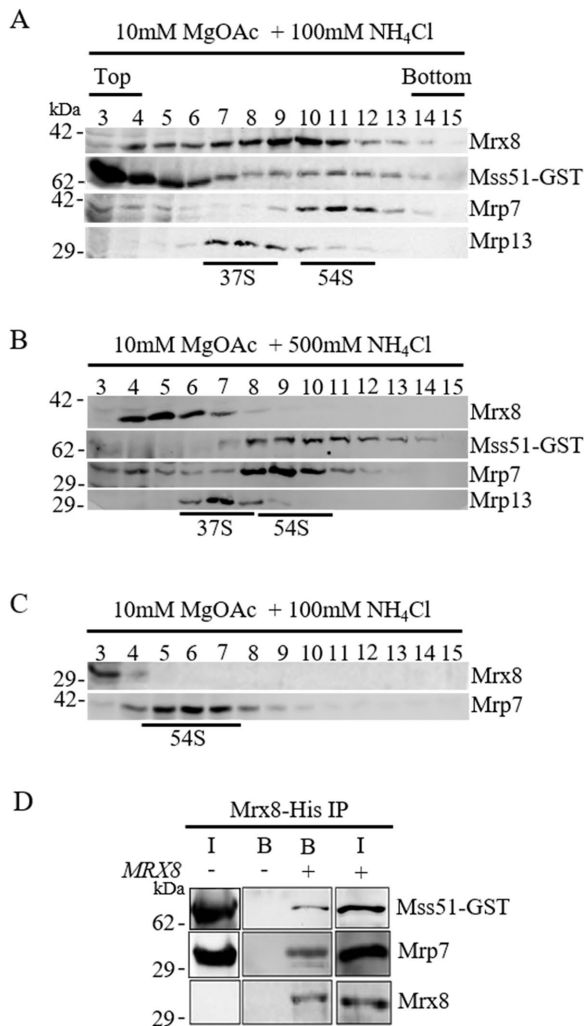 A
10mM MgOAc + 100mM NH₄Cl
Top Bottom
kDa
3 4 5 6 7 8 9 10 11 12 13 14 15
42 - Mrx8
62 - Mss51-GST
42 - Mrp7
29 - Mrp13
37S 54S
B
10mM MgOAc + 500mM NH₄Cl
3 4 5 6 7 8 9 10 11 12 13 14 15
42 - Mrx8
62 - Mss51-GST
29 - Mrp7
29 - Mrp13
37S 54S
C
10mM MgOAc + 100mM NH₄Cl
3 4 5 6 7 8 9 10 11 12 13 14 15
29 - Mrx8
42 - Mrp7
54S
D
Mrx8-His IP
I B B I
MRX8 - - + +
kDa
62 - Mss51-GST
29 - Mrp7
29 - Mrx8